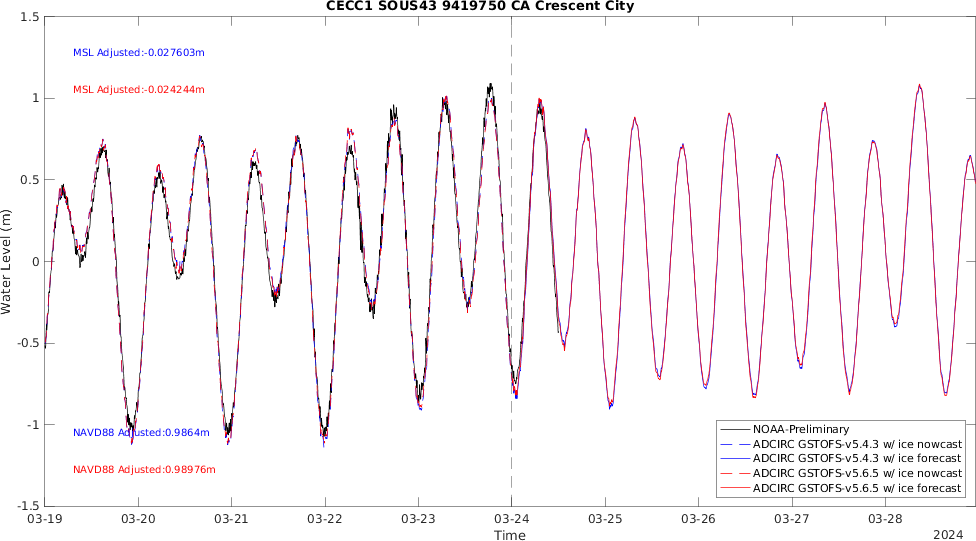 CECC1 SOUS43 9419750 CA Crescent City
1.5
MSL Adjusted:-0.027603m
MSL Adjusted:-0.024244m
1
0.5
0
-0.5
-1
-1.5
Water Level (m)
NAVD88 Adjusted:0.9864m
NAVD88 Adjusted:0.98976m
NOAA-Preliminary
ADCIRC GSTOFS-v5.4.3 w/ ice nowcast
ADCIRC GSTOFS-v5.4.3 w/ ice forecast
ADCIRC GSTOFS-v5.6.5 w/ ice nowcast
ADCIRC GSTOFS-v5.6.5 w/ ice forecast
03-19 03-20 03-21 03-22 03-23 03-24 03-25 03-26 03-27 03-28
Time
2024